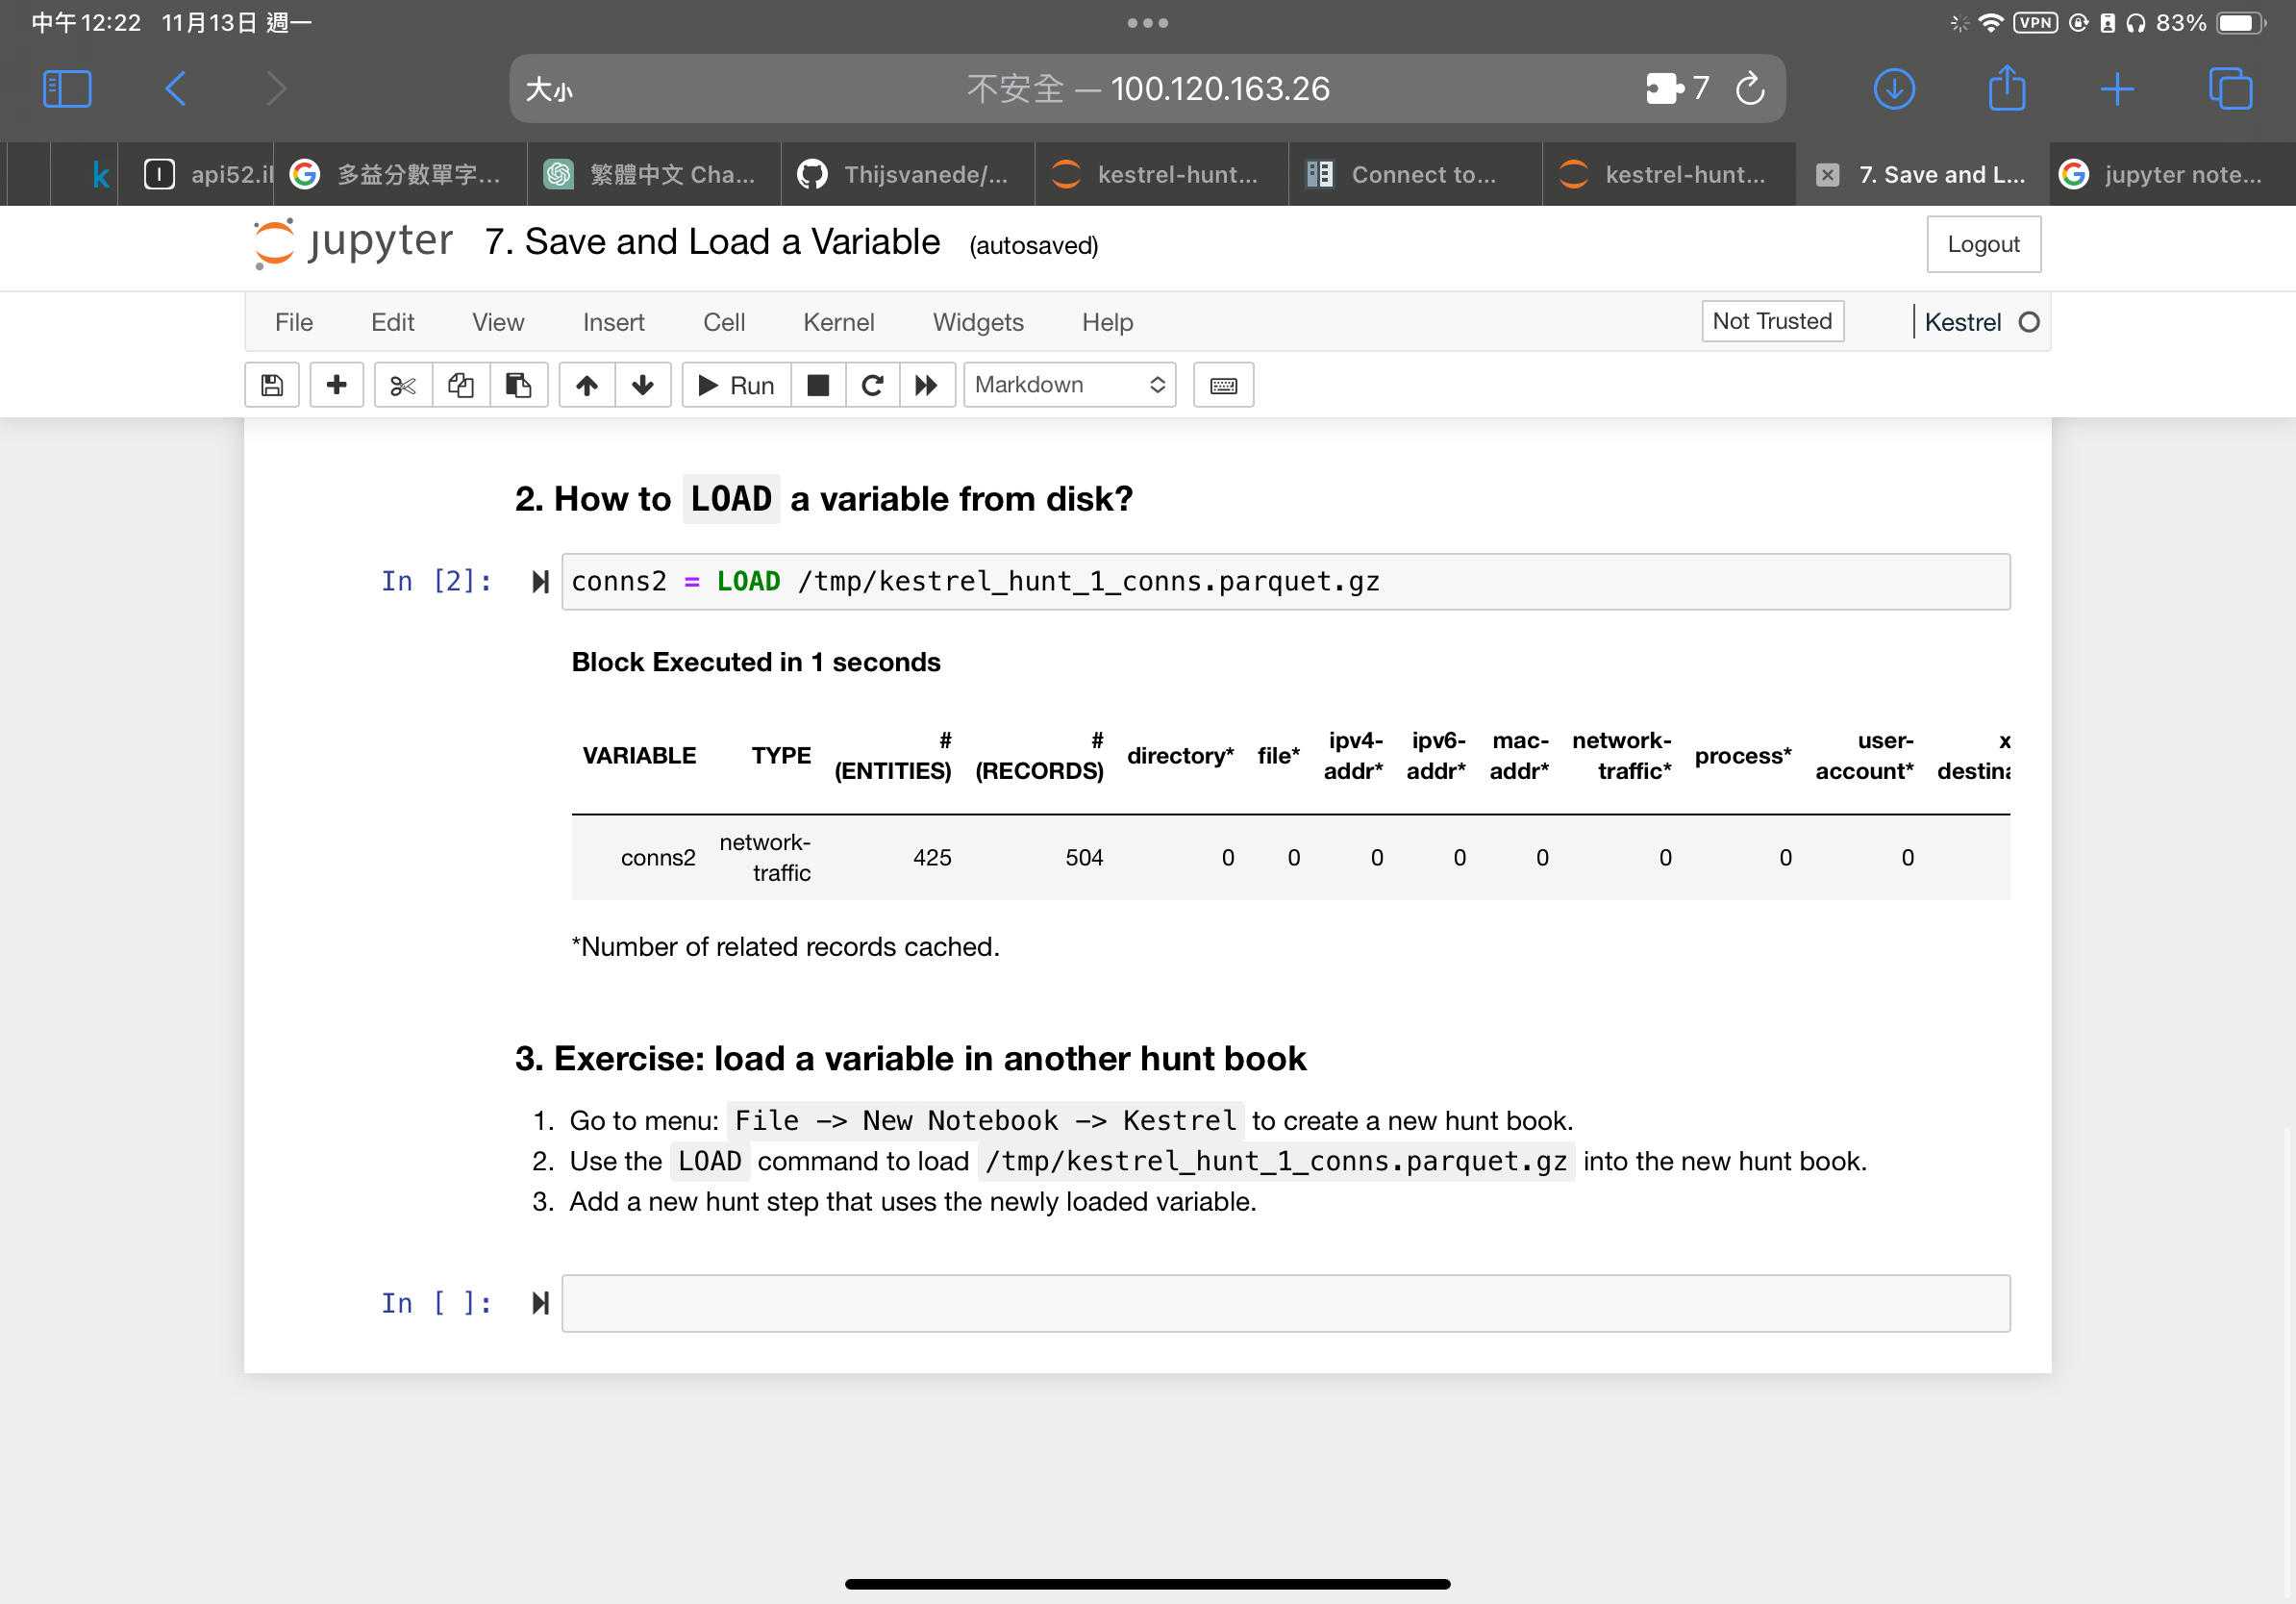 中午12:22 11月13日 週一
VPN 83%
大小 不安全 — 100.120.163.26 7
k api52.il 多益分數單字... 繁體中文 Cha... Thijsvanede/... kestrel-hunt... Connect to... kestrel-hunt... 7. Save and L... jupyter note...
jupyter 7. Save and Load a Variable (autosaved) Logout
File Edit View Insert Cell Kernel Widgets Help Not Trusted Kestrel
Run Markdown
2. How to LOAD a variable from disk?
In [2]: conns2 = LOAD /tmp/kestrel_hunt_1_conns.parquet.gz
Block Executed in 1 seconds
VARIABLE TYPE # (ENTITIES) # (RECORDS) directory* file* ipv4-addr* ipv6-addr* mac-addr* network-traffic* process* user-account* x destina
conns2 network-traffic 425 504 0 0 0 0 0 0 0 0
*Number of related records cached.
3. Exercise: load a variable in another hunt book
1. Go to menu: File -> New Notebook -> Kestrel to create a new hunt book.
2. Use the LOAD command to load /tmp/kestrel_hunt_1_conns.parquet.gz into the new hunt book.
3. Add a new hunt step that uses the newly loaded variable.
In [ ]: